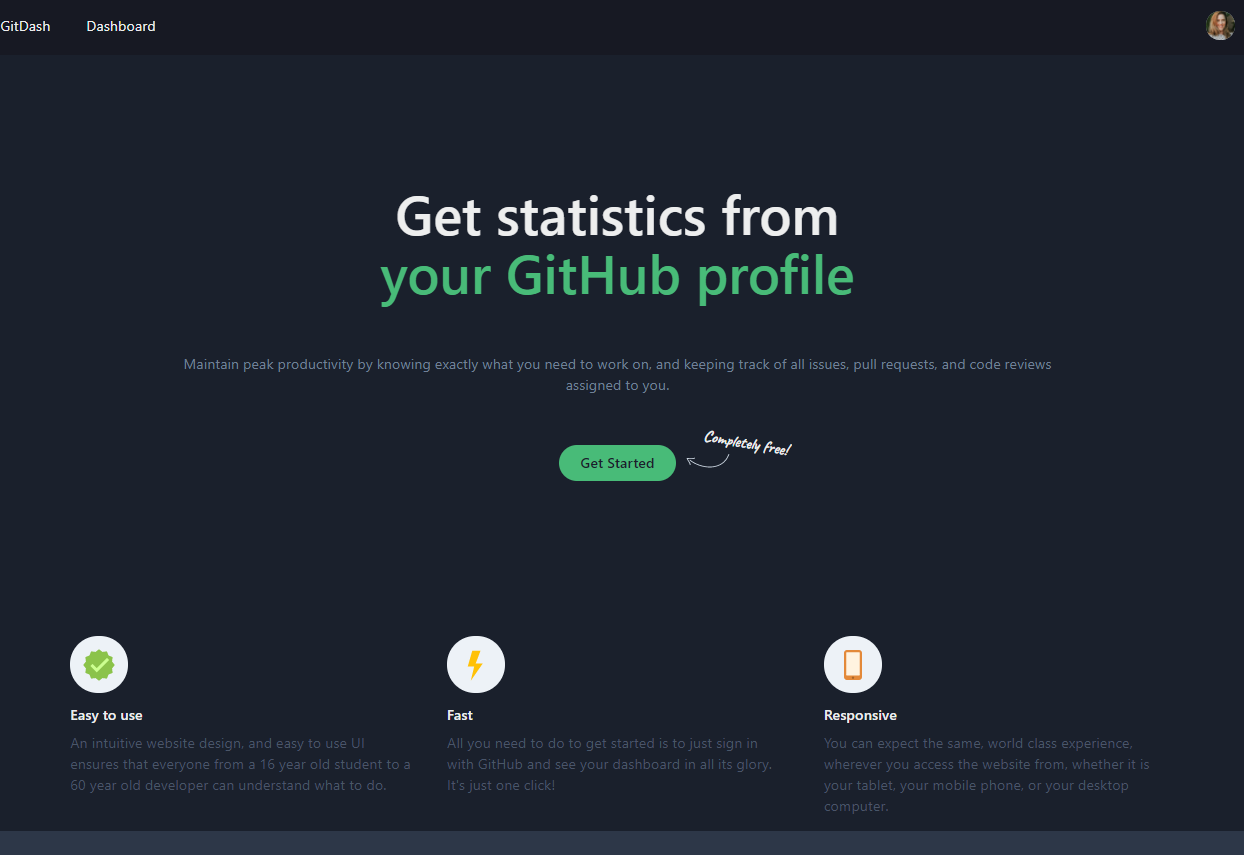 GitDash Dashboard
Get statistics from
your GitHub profile
Maintain peak productivity by knowing exactly what you need to work on, and keeping track of all issues, pull requests, and code reviews
assigned to you.
Completely free!
Get Started
Easy to use
An intuitive website design, and easy to use UI
ensures that everyone from a 16 year old student to a
60 year old developer can understand what to do.
Fast
All you need to do to get started is to just sign in
with GitHub and see your dashboard in all its glory.
It's just one click!
Responsive
You can expect the same, world class experience,
wherever you access the website from, whether it is
your tablet, your mobile phone, or your desktop
computer.